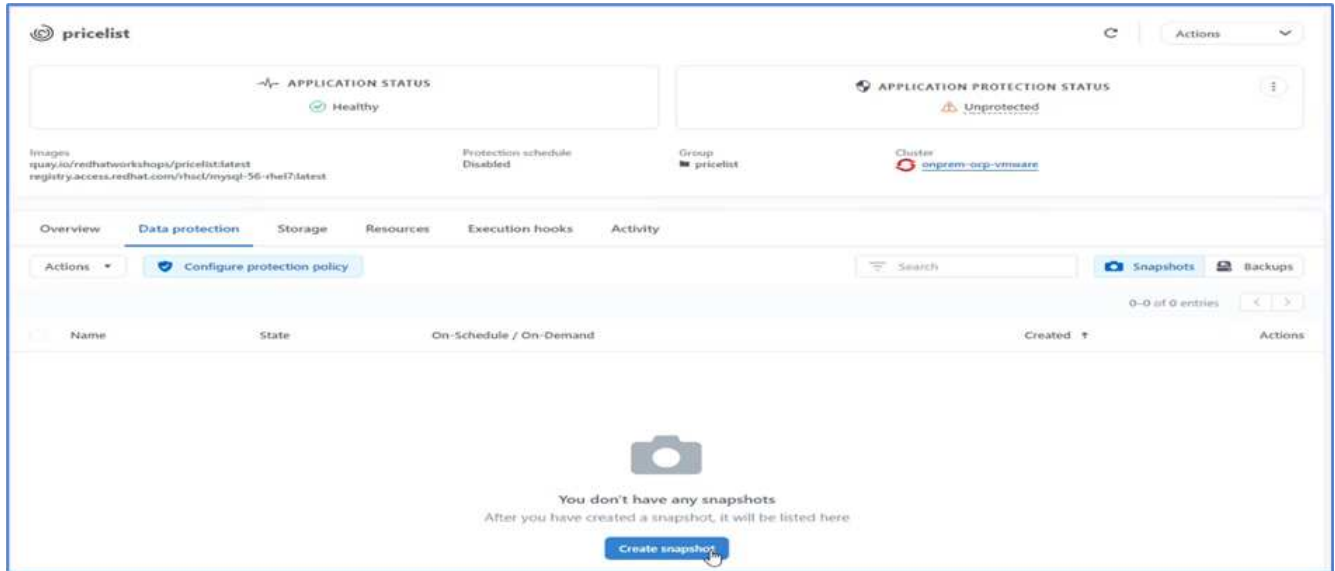 pricelist
Actions
APPLICATION STATUS
Healthy
APPLICATION PROTECTION STATUS
Unprotected
Images
quay.io/redhatworkshops/pricelist:latest
registry.access.redhat.com/rhscl/mysql-56-rhel7:latest
Protection schedule
Disabled
Group
pricelist
Cluster
onprem-ocp-vmware
Overview Data protection Storage Resources Execution hooks Activity
Actions Configure protection policy Search Snapshots Backups
0-0 of 0 entries < >
Name State On-Schedule / On-Demand Created ↑ Actions
You don't have any snapshots
After you have created a snapshot, it will be listed here
Create snapshot